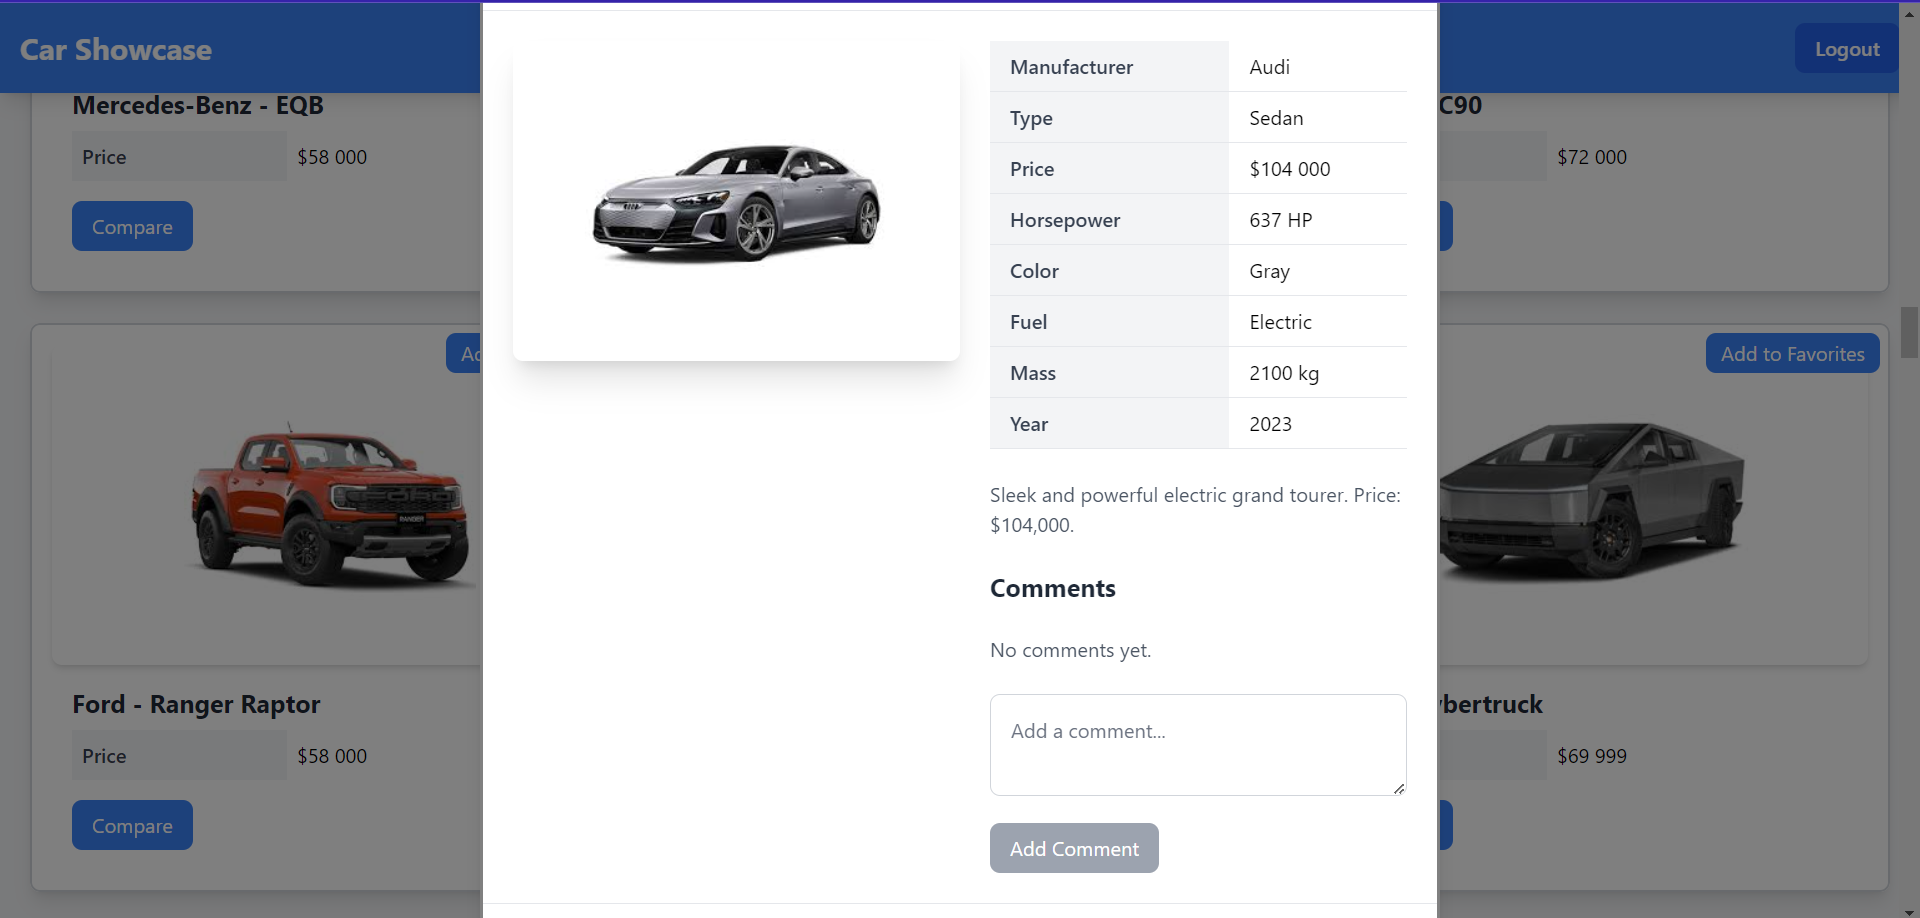 Car Showcase
Logout
Mercedes-Benz - EQB
Price $58 000
Compare
Ad
Ford - Ranger Raptor
Price $58 000
Compare
Manufacturer Audi
Type Sedan
Price $104 000
Horsepower 637 HP
Color Gray
Fuel Electric
Mass 2100 kg
Year 2023
Sleek and powerful electric grand tourer. Price:
$104,000.
Comments
No comments yet.
Add a comment...
Add Comment
C90
$72 000
Add to Favorites
ybertruck
$69 999
RANGER